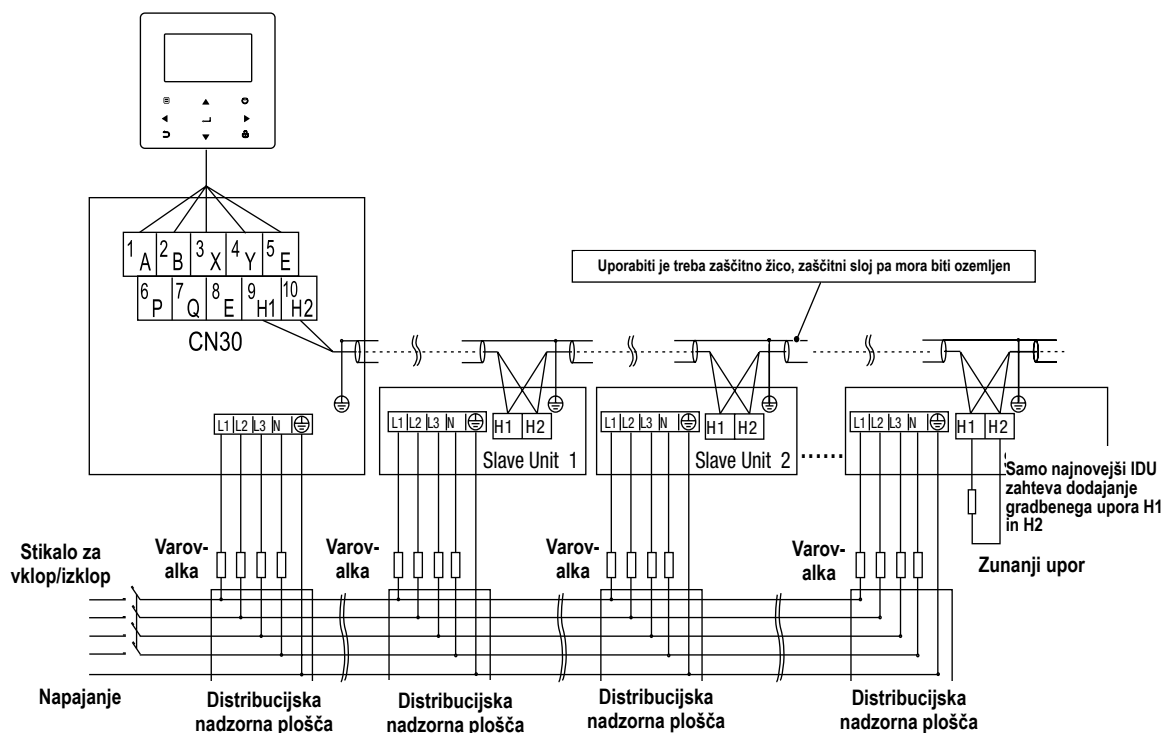 1 A 2 B 3 X 4 Y 5 E
6 P 7 Q 8 E 9 H1 10 H2
CN30
Uporabiti je treba zaščitno žico, zaščitni sloj pa mora biti ozemljen
L1 L2 L3 N
L1 L2 L3 N
H1 H2
Slave Unit 1
L1 L2 L3 N
H1 H2
Slave Unit 2
L1 L2 L3 N
H1 H2
Samo najnovejši IDU
zahteva dodajanje
gradbenega upora H1
in H2
Zunanji upor
Stikalo za
vklop/izklop
Varov-
alka
Varov-
alka
Varov-
alka
Varov-
alka
Napajanje
Distribucijska
nadzorna plošča
Distribucijska
nadzorna plošča
Distribucijska
nadzorna plošča
Distribucijska
nadzorna plošča